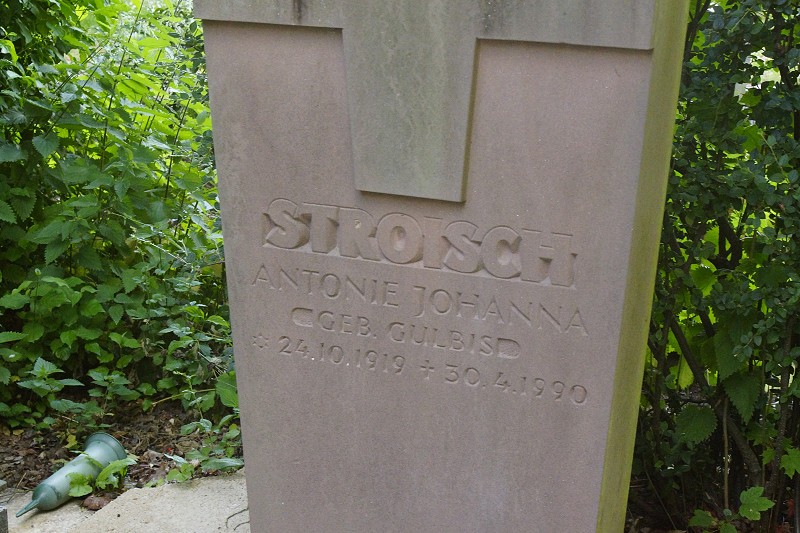 STROISCH
ANTONIE JOHANNA
(GEB. GULBIS)
* 24.10.1919 + 30.4.1990